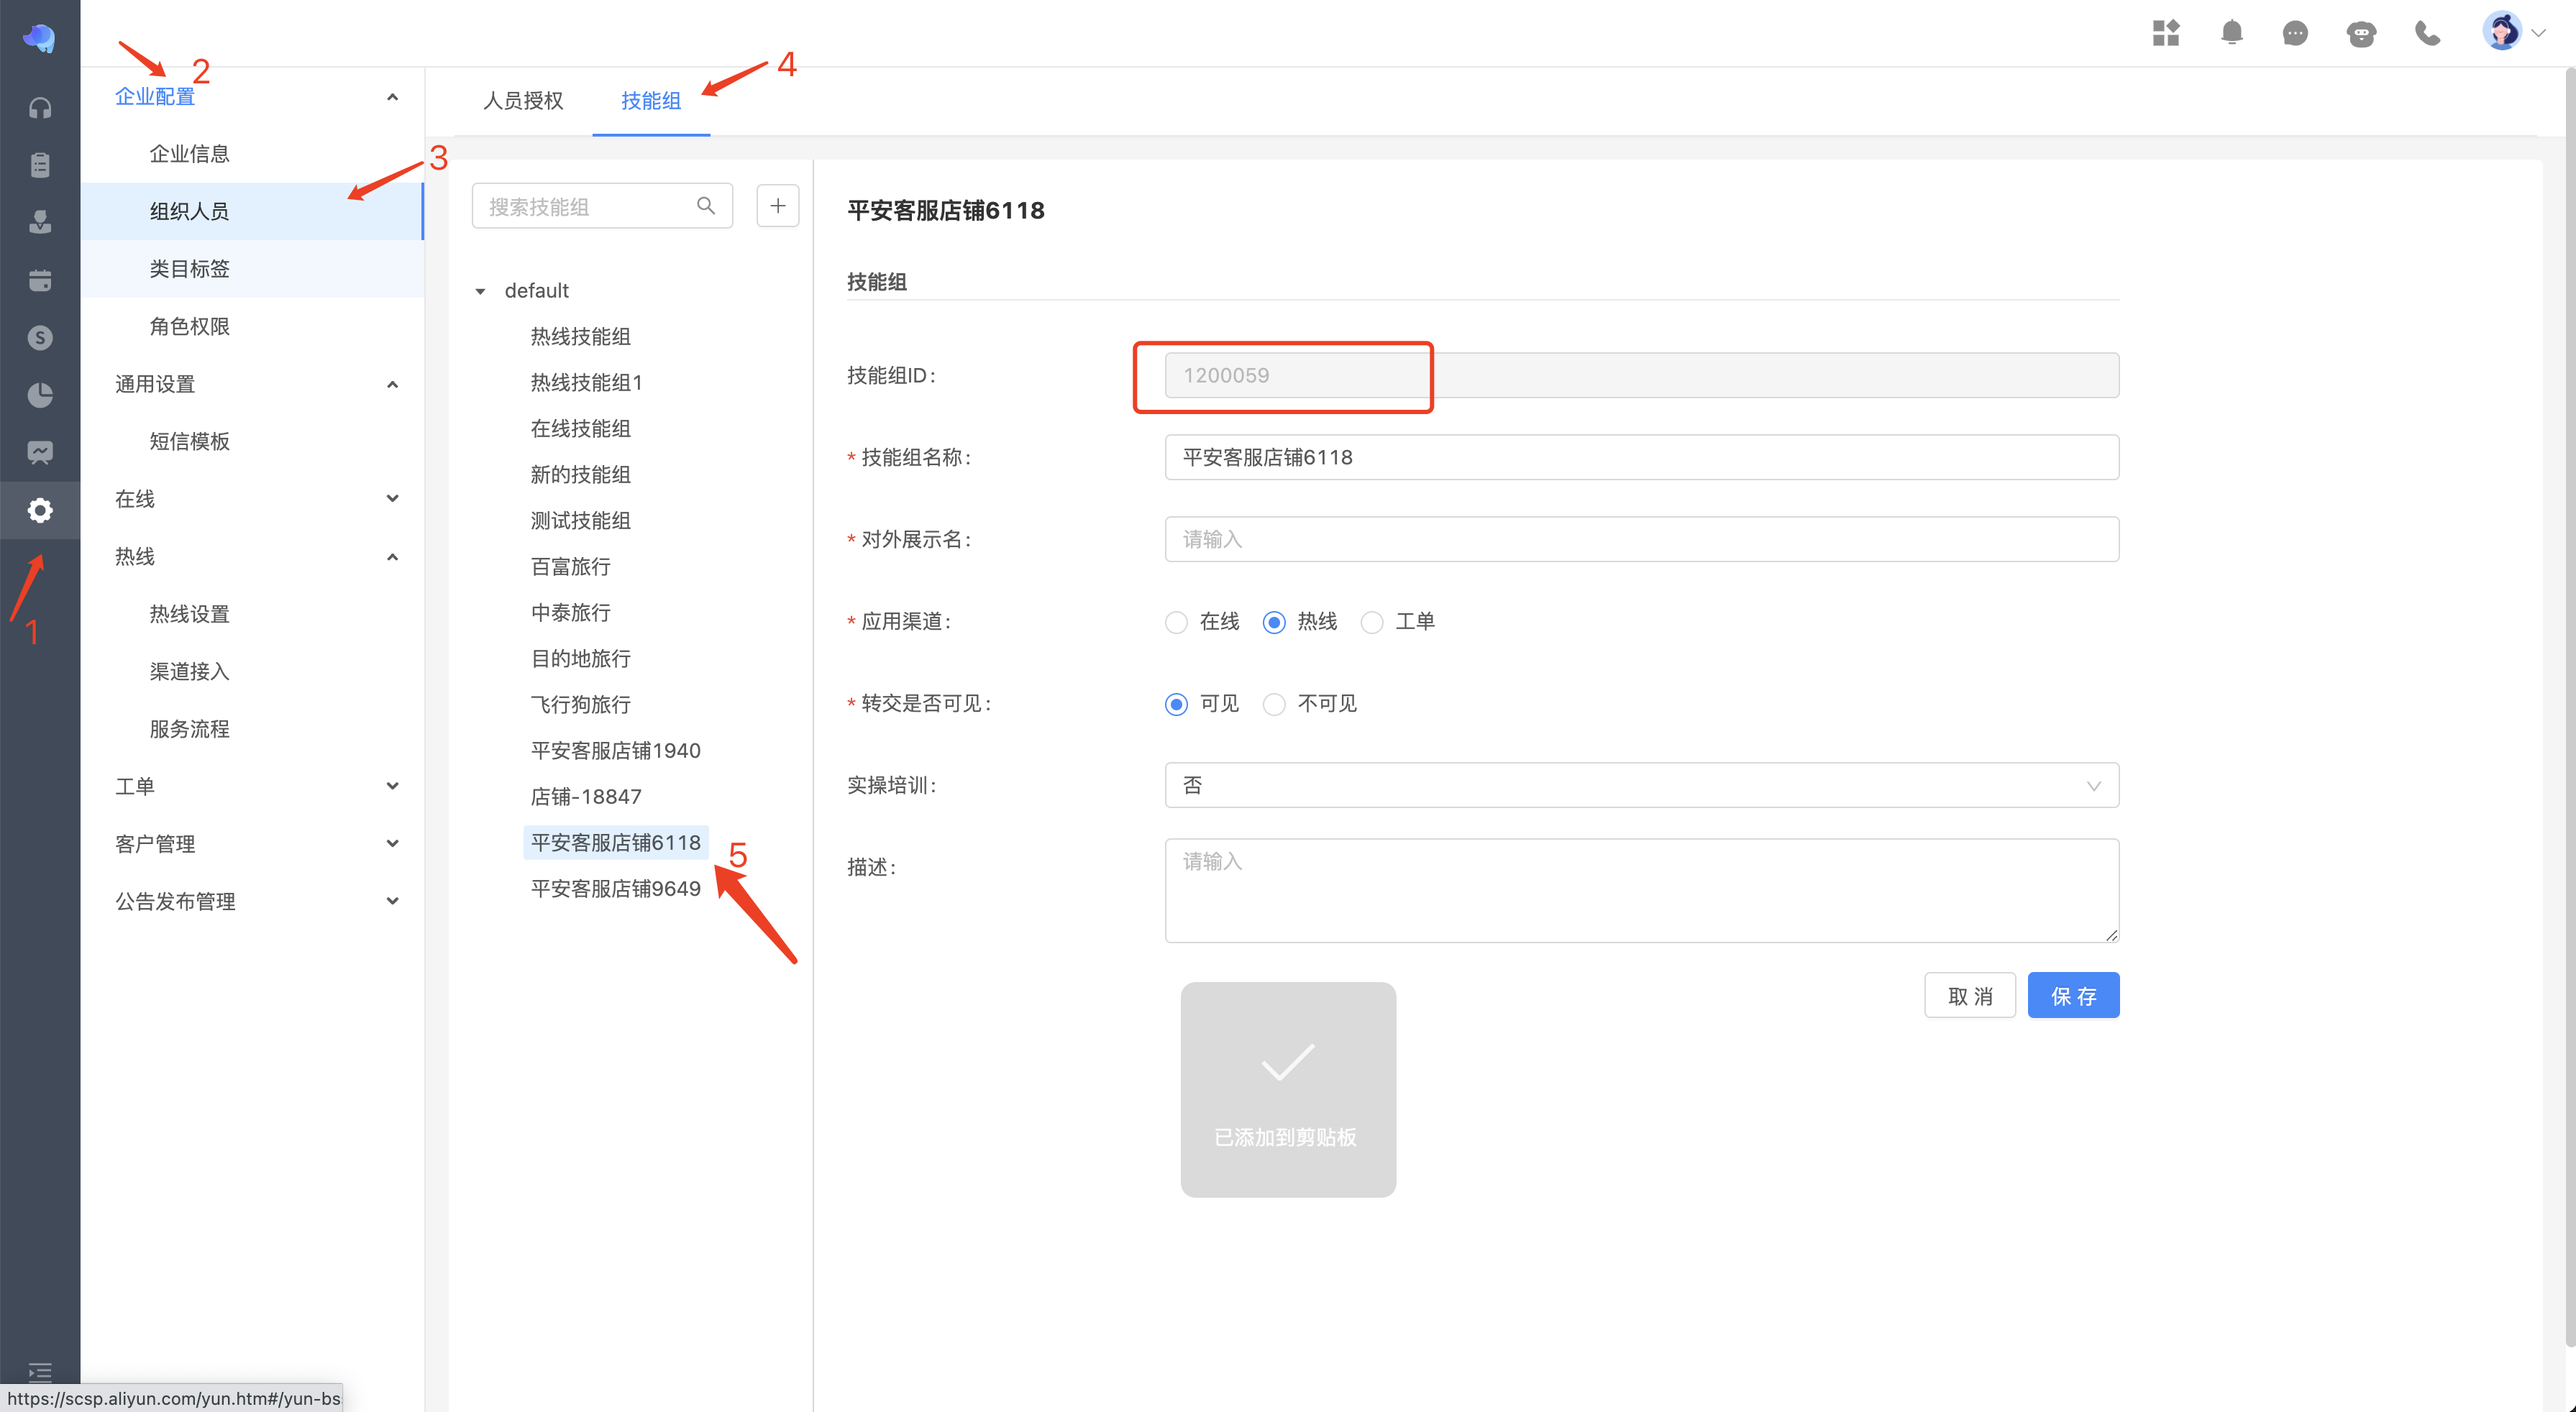 2
企业配置
企业信息
3
组织人员
类目标签
角色权限
通用设置
短信模板
在线
热线
热线设置
渠道接入
服务流程
工单
客户管理
公告发布管理
1
S
人员授权
技能组
4
搜索技能组
default
热线技能组
热线技能组1
在线技能组
新的技能组
测试技能组
百富旅行
中泰旅行
目的地旅行
飞行狗旅行
平安客服店铺1940
店铺-18847
平安客服店铺6118
5
平安客服店铺9649
平安客服店铺6118
技能组
技能组ID:
1200059
* 技能组名称:
平安客服店铺6118
* 对外展示名:
请输入
* 应用渠道:
在线 热线 工单
* 转交是否可见:
可见 不可见
实操培训:
否
描述:
请输入
取 消
保 存
已添加到剪贴板
https://scsp.aliyun.com/yun.htm#/yun-bs